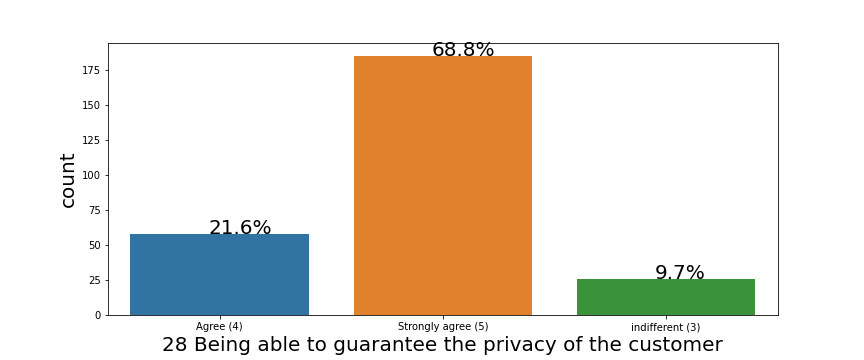 68.8%
175
150
125
count
100
75
21.6%
50
9.7%
25
0
Agree (4)
Strongly agree (5)
indifferent (3)
28 Being able to guarantee the privacy of the customer